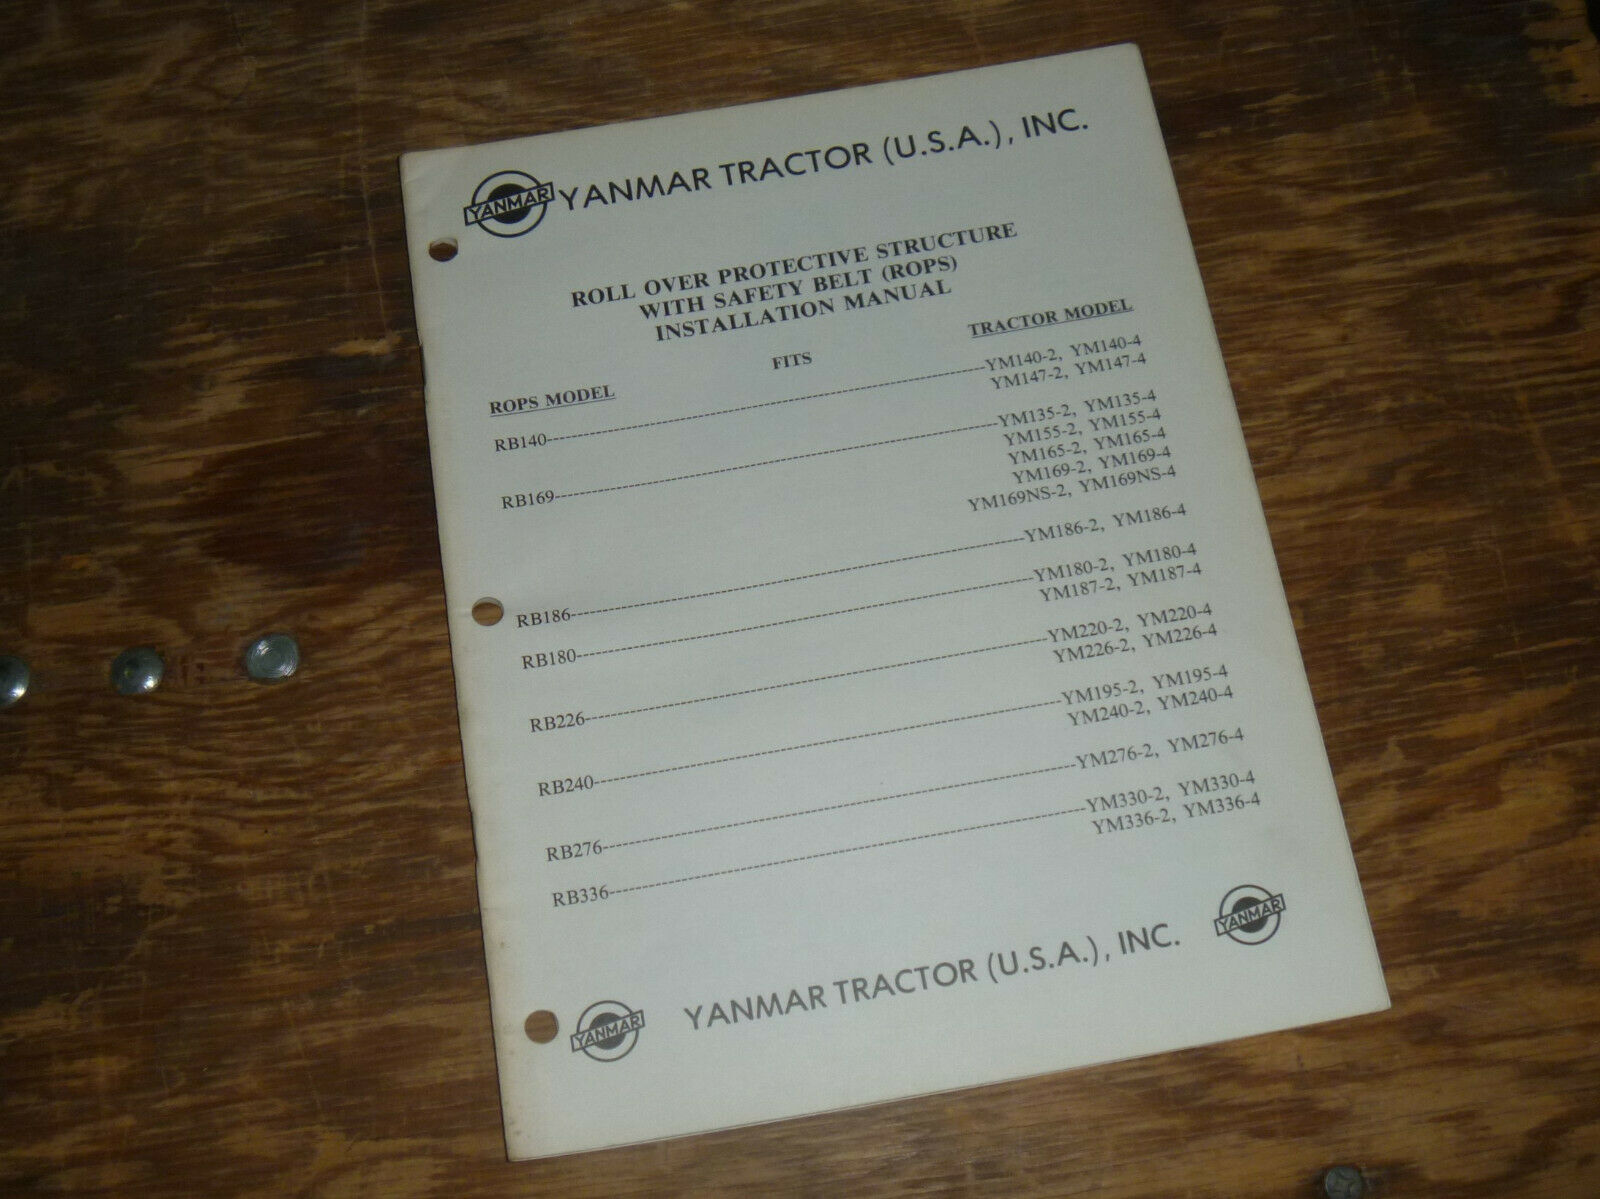 YANMAR YANMAR TRACTOR (U.S.A.), INC.
ROLL OVER PROTECTIVE STRUCTURE
WITH SAFETY BELT (ROPS)
INSTALLATION MANUAL
ROPS MODEL FITS TRACTOR MODEL
RB140--------YM140-2, YM140-4
YM147-2, YM147-4
RB169--------YM135-2, YM135-4
YM155-2, YM155-4
YM165-2, YM165-4
YM169-2, YM169-4
YM169NS-2, YM169NS-4
RB186--------YM186-2, YM186-4
RB180--------YM180-2, YM180-4
YM187-2, YM187-4
RB226--------YM220-2, YM220-4
YM226-2, YM226-4
RB240--------YM195-2, YM195-4
YM240-2, YM240-4
RB276--------YM276-2, YM276-4
RB336--------YM330-2, YM330-4
YM336-2, YM336-4
YANMAR YANMAR TRACTOR (U.S.A.), INC. YANMAR